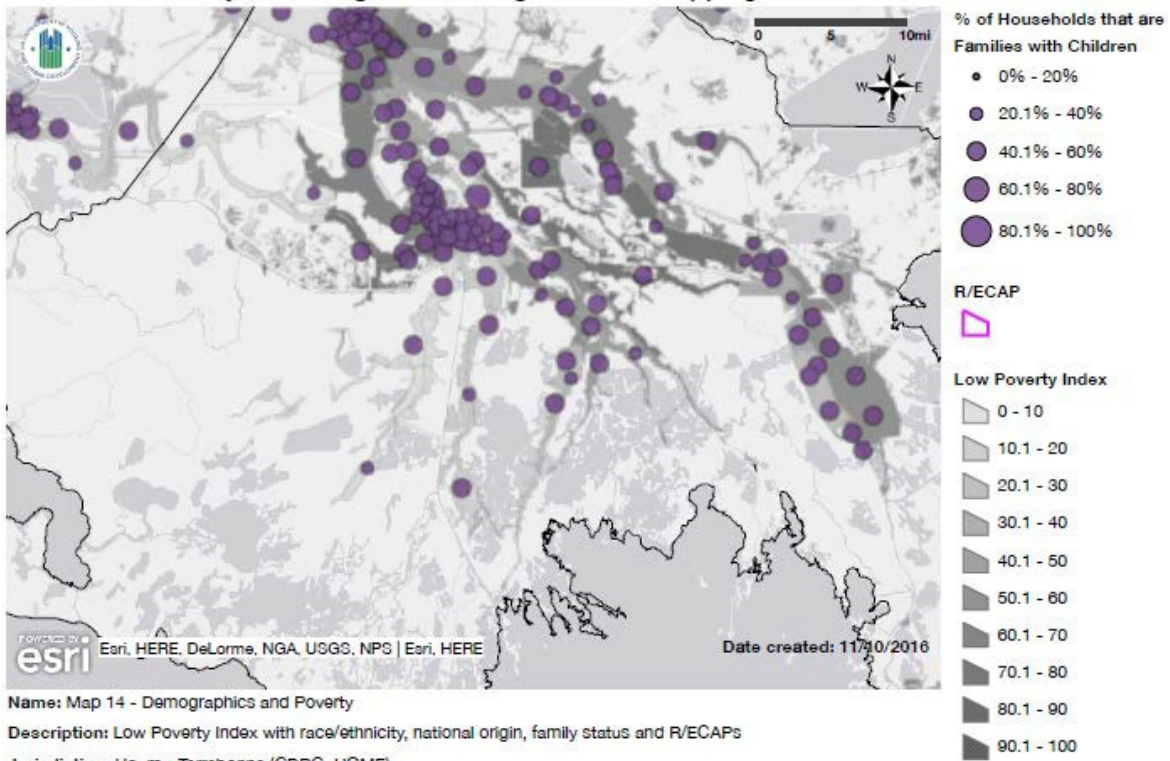 0 5 10mi
N
W E
S
% of Households that are
Families with Children
0% - 20%
20.1% - 40%
40.1% - 60%
60.1% - 80%
80.1% - 100%
R/ECAP
Low Poverty Index
0 - 10
10.1 - 20
20.1 - 30
30.1 - 40
40.1 - 50
50.1 - 60
60.1 - 70
70.1 - 80
80.1 - 90
90.1 - 100
POWERED BY
esri
Esri, HERE, DeLorme, NGA, USGS, NPS | Esri, HERE
Date created: 11/10/2016
Name: Map 14 - Demographics and Poverty
Description: Low Poverty Index with race/ethnicity, national origin, family status and R/ECAPs